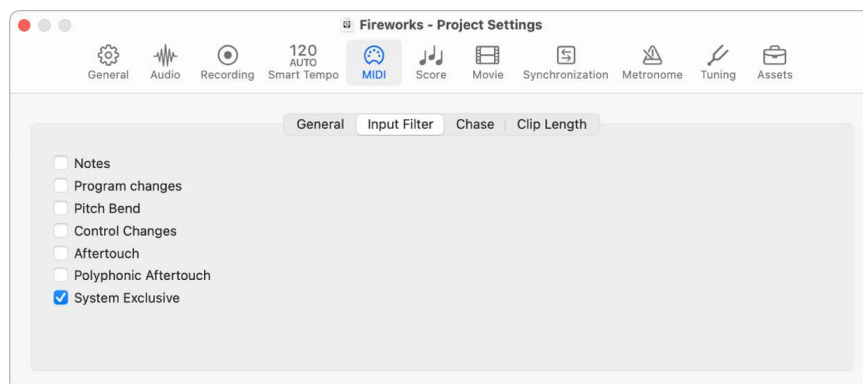 Fireworks - Project Settings
120
AUTO
General Audio Recording Smart Tempo MIDI Score Movie Synchronization Metronome Tuning Assets
General Input Filter Chase Clip Length
Notes
Program changes
Pitch Bend
Control Changes
Aftertouch
Polyphonic Aftertouch
System Exclusive